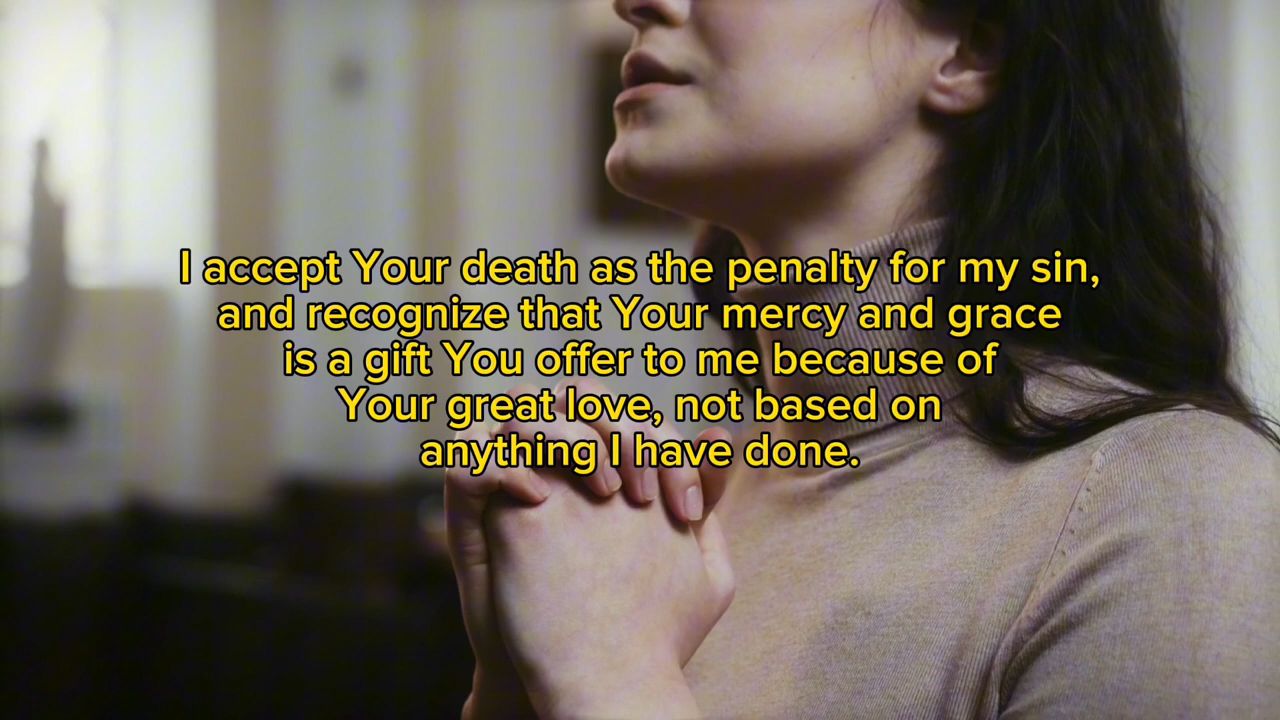 I accept Your death as the penalty for my sin,
and recognize that Your mercy and grace
is a gift You offer to me because of
Your great love, not based on
anything I have done.